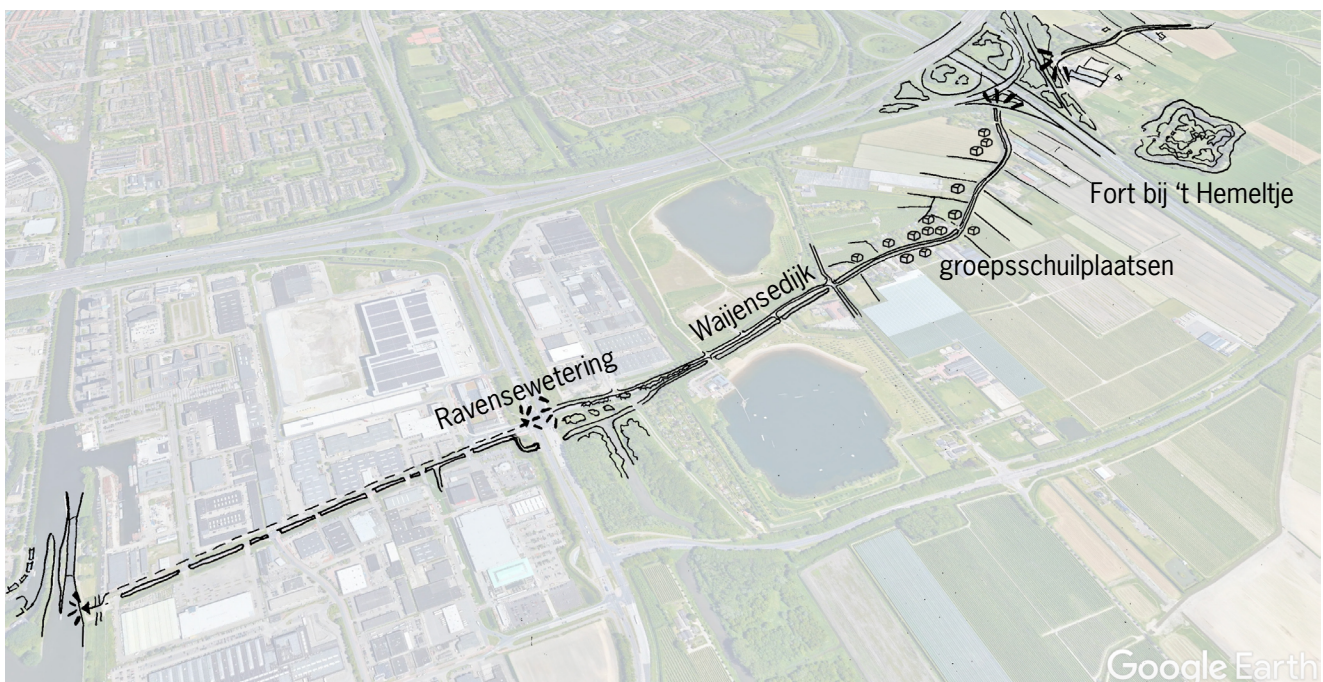 Fort bij ‘t Hemeltje
groepsschuilplaatsen
Waijensedijk
Ravensewetering
Google Earth